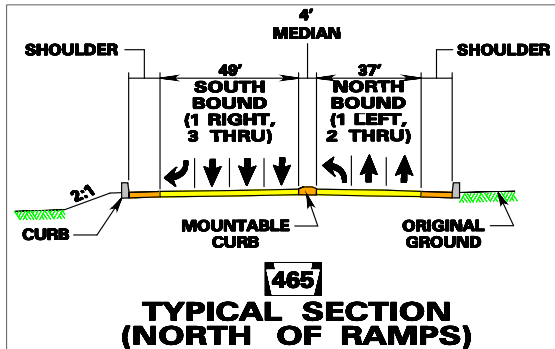 4'
MEDIAN
SHOULDER
SHOULDER
49'
37'
SOUTH
BOUND
(1 RIGHT,
3 THRU)
NORTH
BOUND
(1 LEFT,
2 THRU)
2:1
CURB
MOUNTABLE
CURB
ORIGINAL
GROUND
465
TYPICAL SECTION
(NORTH OF RAMPS)